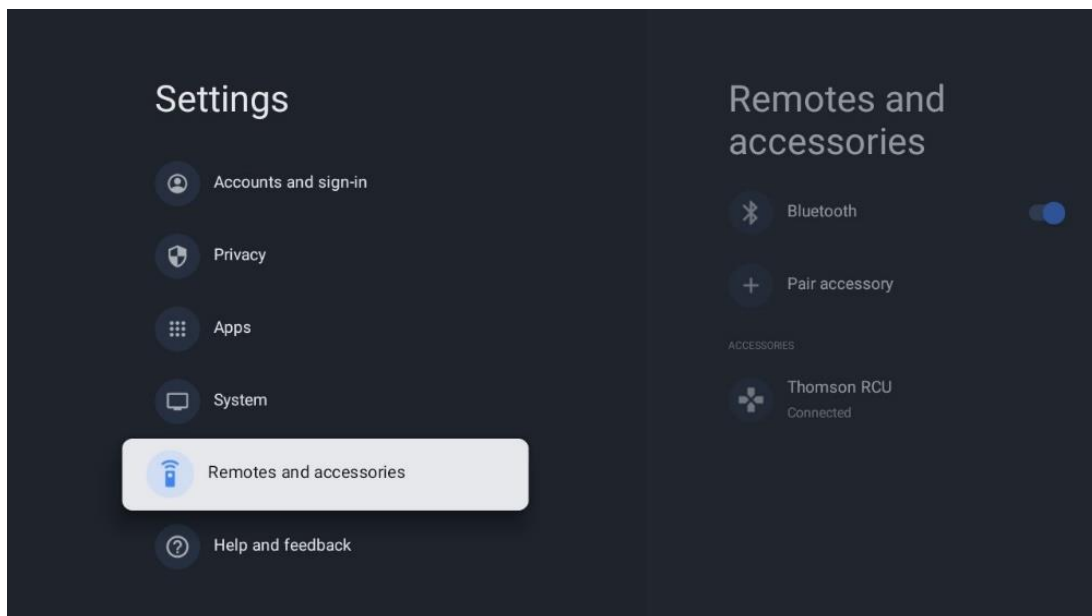 Settings
Accounts and sign-in
Privacy
Apps
System
Remotes and accessories
Help and feedback
Remotes and
accessories
Bluetooth
Pair accessory
ACCESSORIES
Thomson RCU
Connected